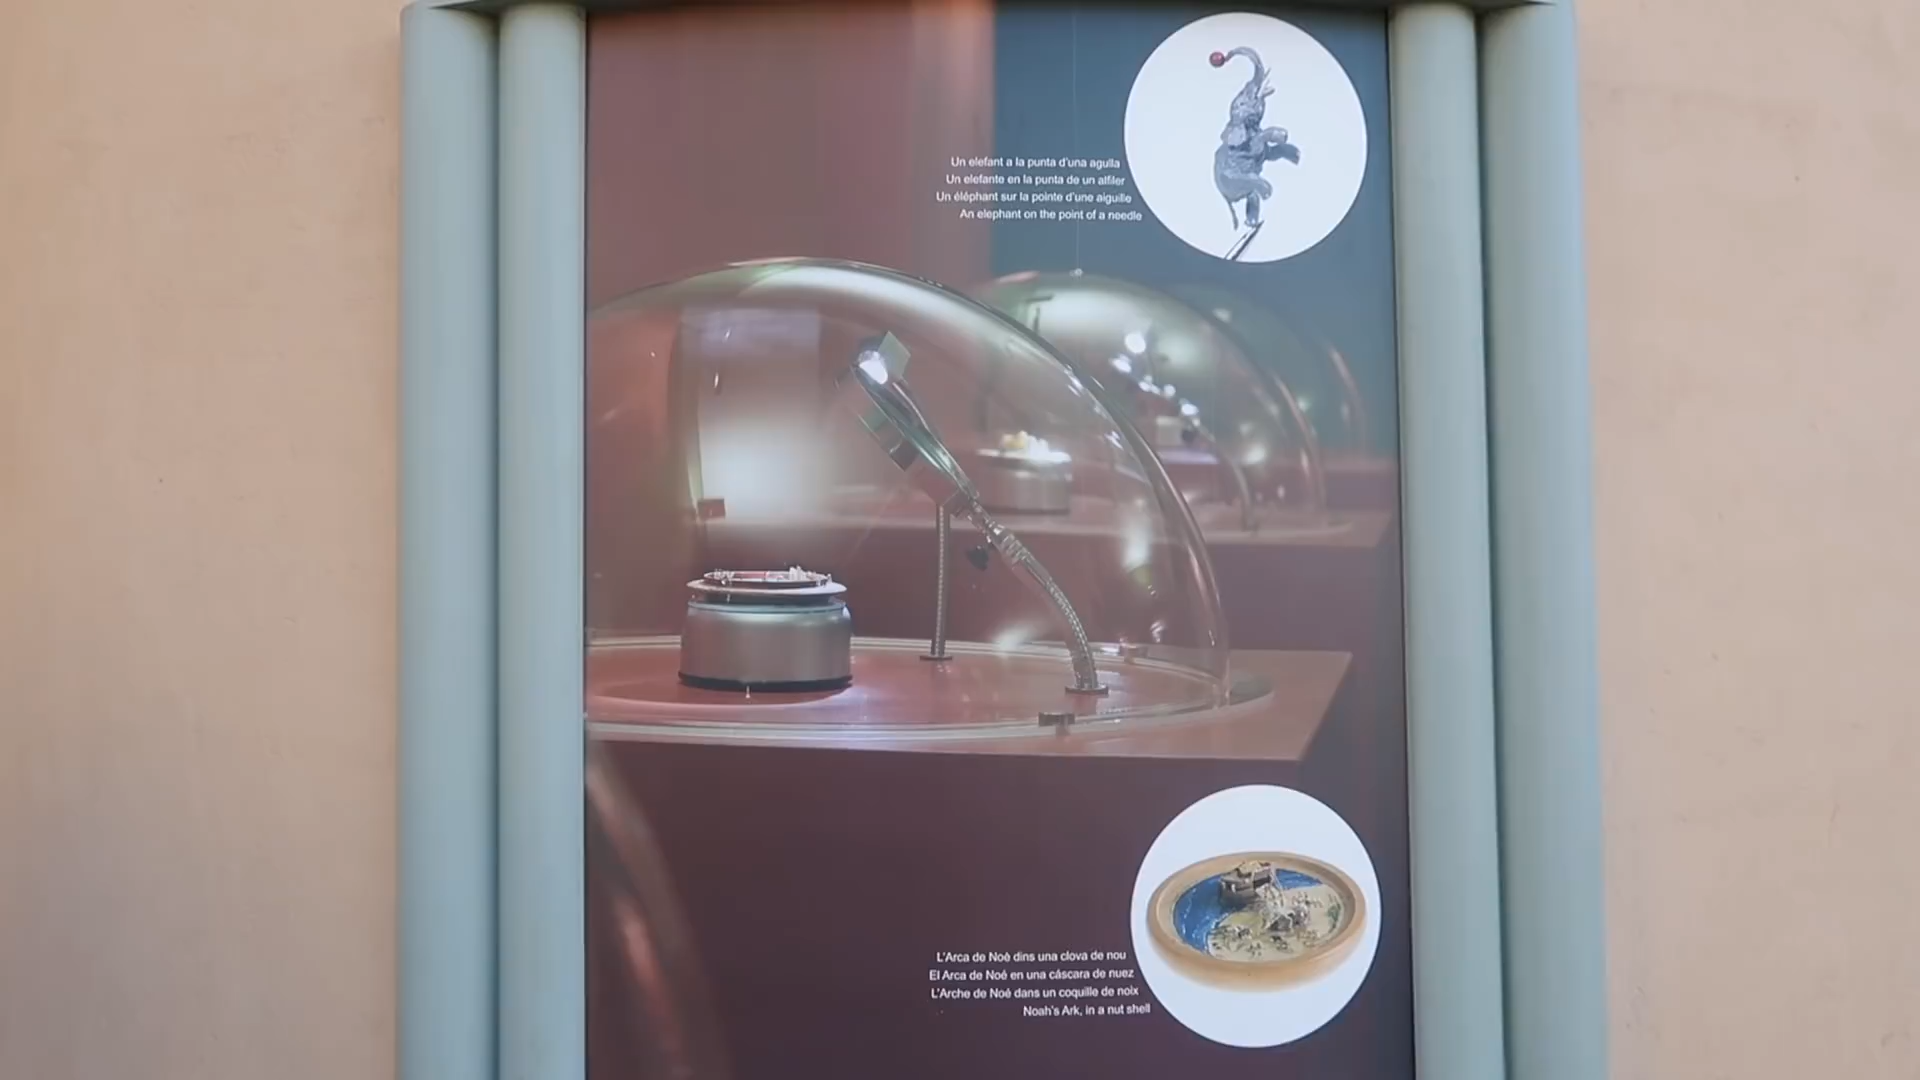 Un elefant a la punta d'una agulla
Un elefante en la punta de un alfiler
Un éléphant sur la pointe d'une aiguille
An elephant on the point of a needle
L'Arca de Noè dins una clova de nou
El Arca de Noé en una cáscara de nuez
L'Arche de Noé dans un coquille de noix
Noah's Ark, in a nut shell